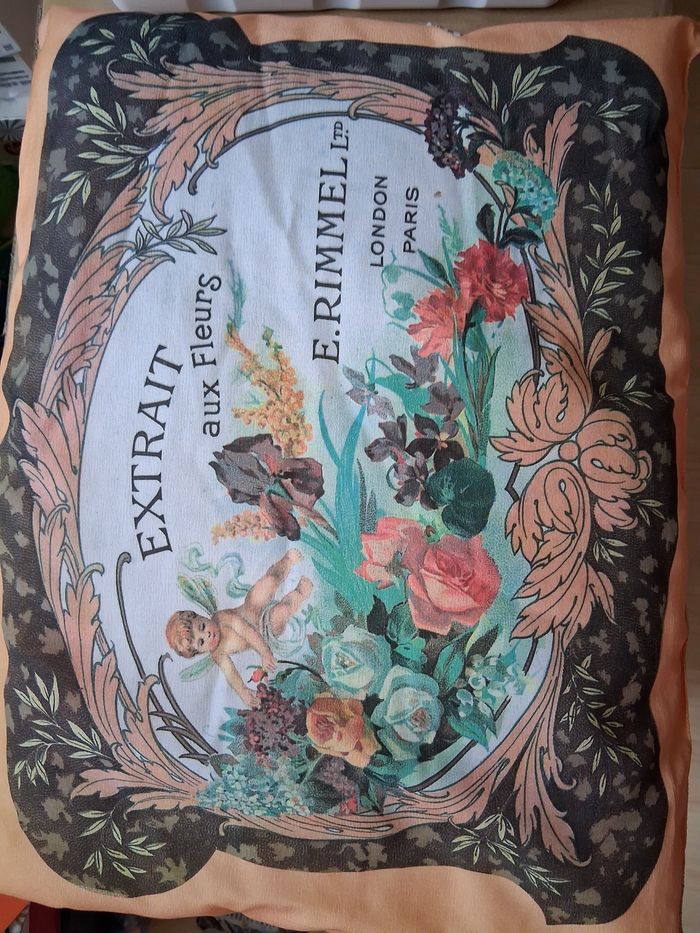 EXTRAIT
aux Fleurs
E. RIMMEL LTD
LONDON
PARIS